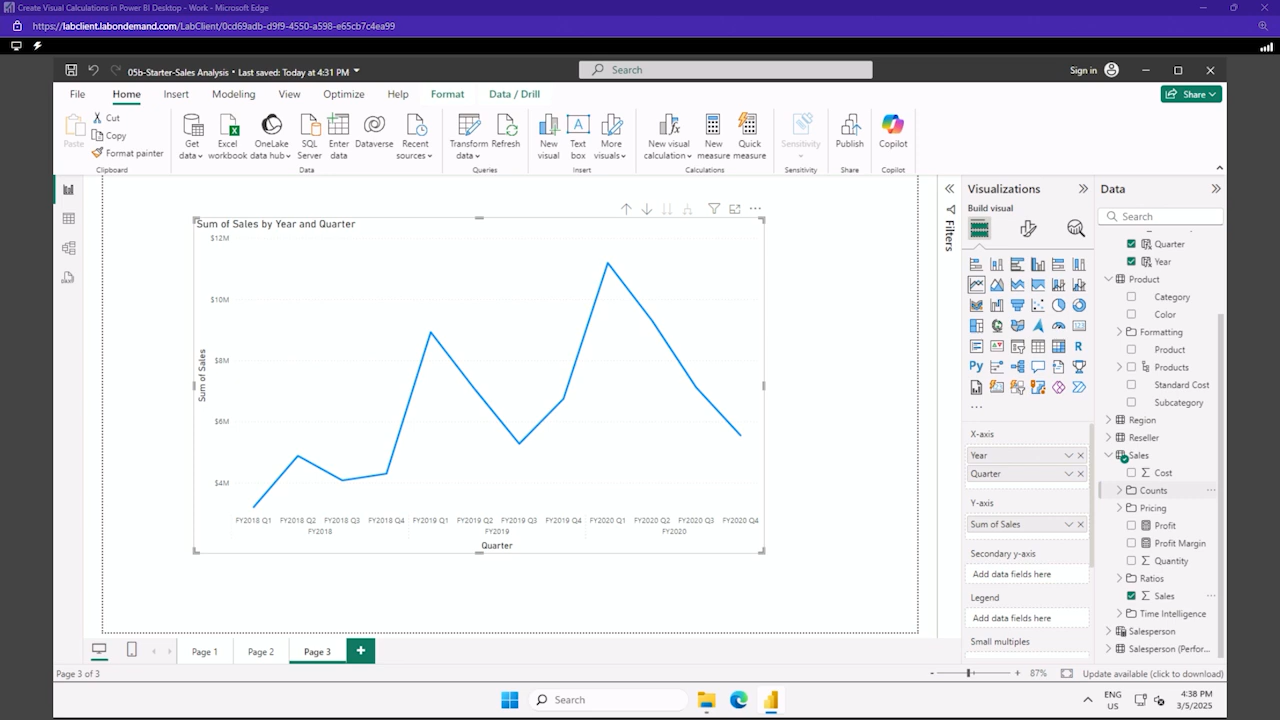 Create Visual Calculations in Power BI Desktop - Work - Microsoft Edge
https://labclient.labondemand.com/LabClient/0cd69adb-d9f9-4550-a598-e65cb7c4ea99
05b-Starter-Sales Analysis • Last saved: Today at 4:31 PM
Search
Sign in
File Home Insert Modeling View Optimize Help Format Data / Drill
Share
Paste
Cut
Copy
Format painter
Clipboard
Get data
Excel workbook
OneLake data hub
SQL Server
Enter data
Dataverse
Recent sources
Data
Transform data
Refresh
Queries
New visual
Text box
More visuals
Insert
New visual calculation
New measure
Quick measure
Calculations
Sensitivity
Sensitivity
Publish
Share
Copilot
Copilot
Sum of Sales by Year and Quarter
$12M
$10M
$8M
$6M
$4M
Sum of Sales
FY2018 Q1 FY2018 Q2 FY2018 Q3 FY2018 Q4 FY2019 Q1 FY2019 Q2 FY2019 Q3 FY2019 Q4 FY2020 Q1 FY2020 Q2 FY2020 Q3 FY2020 Q4
FY2018 FY2019 FY2020
Quarter
Filters
Visualizations
Build visual
R
Py
X-axis
Year
Quarter
Y-axis
Sum of Sales
Secondary y-axis
Add data fields here
Legend
Add data fields here
Small multiples
Data
Search
Quarter
Year
Product
Category
Color
Formatting
Product
Products
Standard Cost
Subcategory
Region
Reseller
Sales
Cost
Counts
Pricing
Profit
Profit Margin
Quantity
Ratios
Sales
Time Intelligence
Salesperson
Salesperson (Perfor...
Page 1 Page 2 Page 3
Page 3 of 3
- + 87%
Update available (click to download)
Search
ENG
US
4:38 PM
3/5/2025